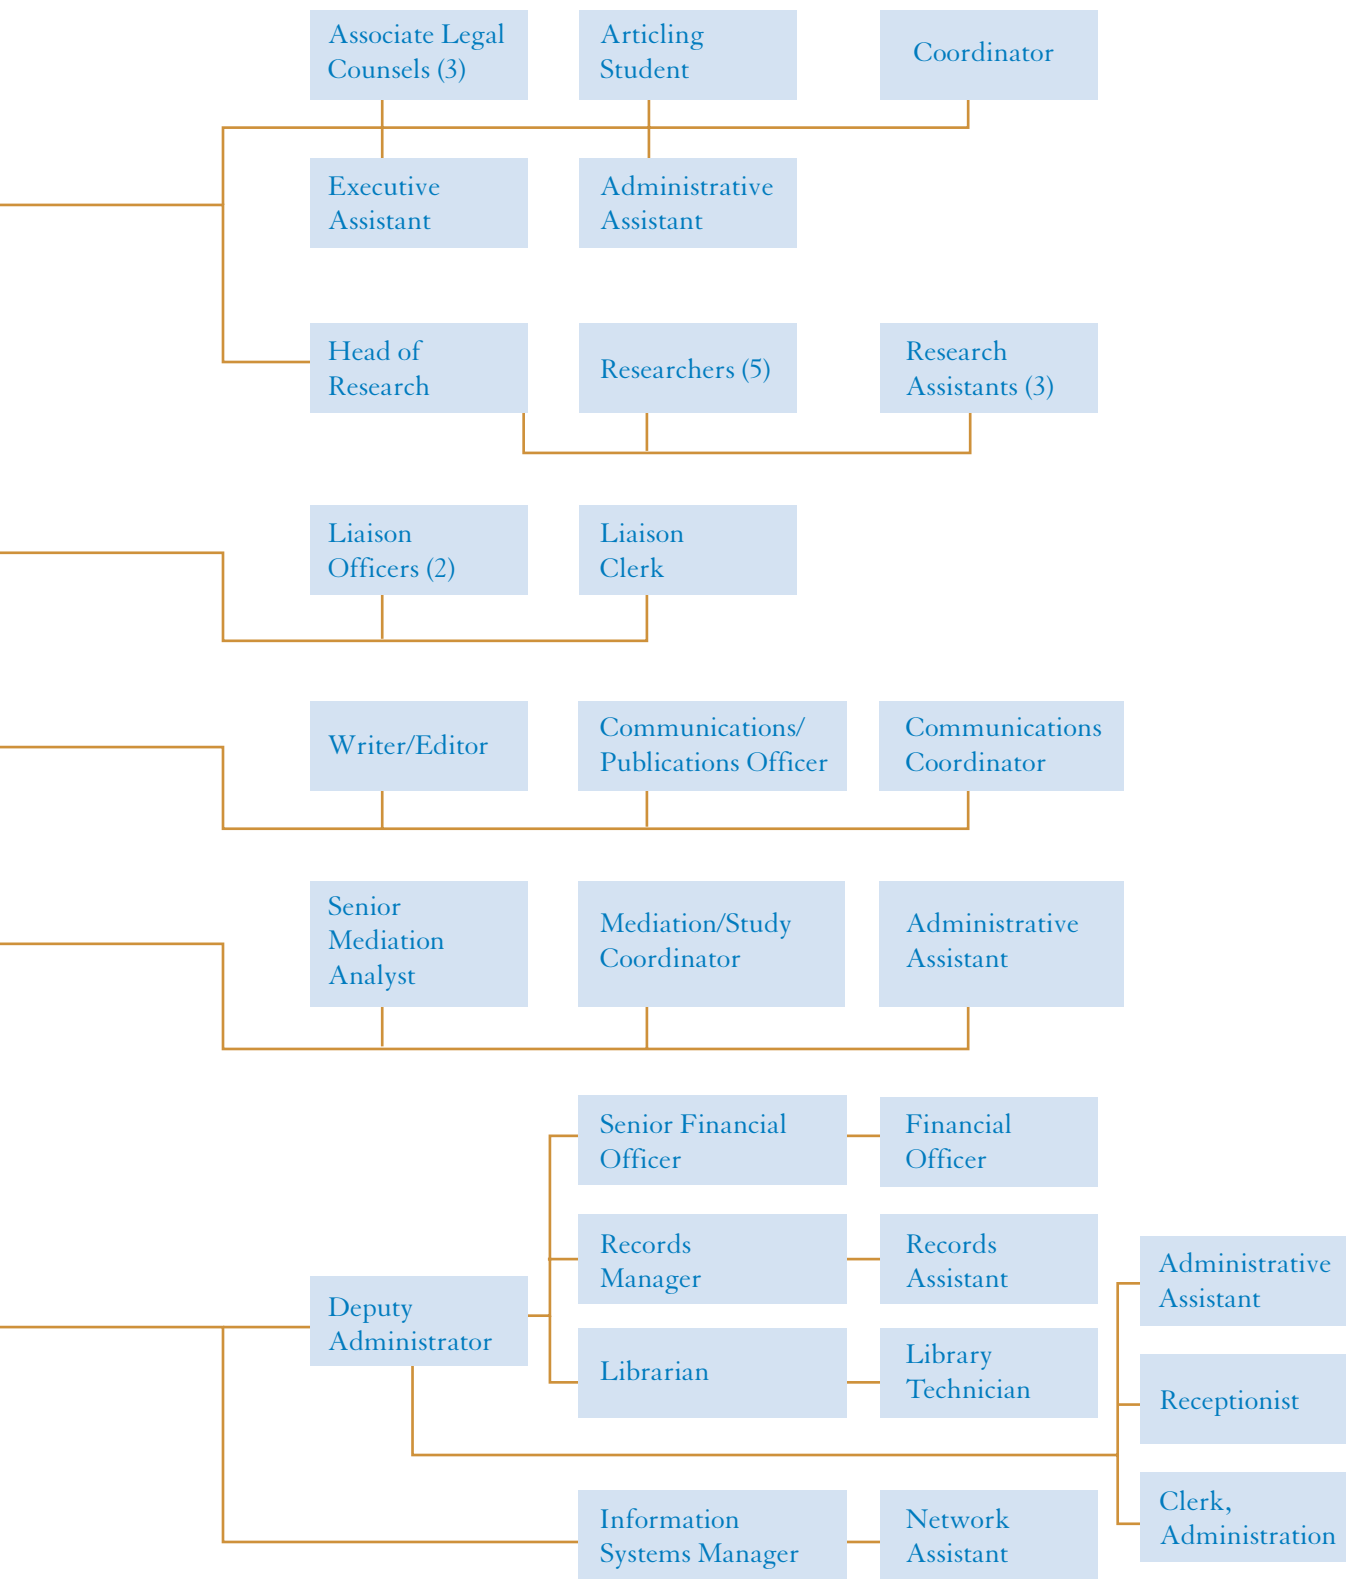 Associate Legal
Counsels (3)
Articling
Student
Coordinator
Executive
Assistant
Administrative
Assistant
Head of
Research
Researchers (5)
Research
Assistants (3)
Liaison
Officers (2)
Liaison
Clerk
Writer/Editor
Communications/
Publications Officer
Communications
Coordinator
Senior
Mediation
Analyst
Mediation/Study
Coordinator
Administrative
Assistant
Senior Financial
Officer
Financial
Officer
Records
Manager
Records
Assistant
Administrative
Assistant
Deputy
Administrator
Librarian
Library
Technician
Receptionist
Information
Systems Manager
Network
Assistant
Clerk,
Administration